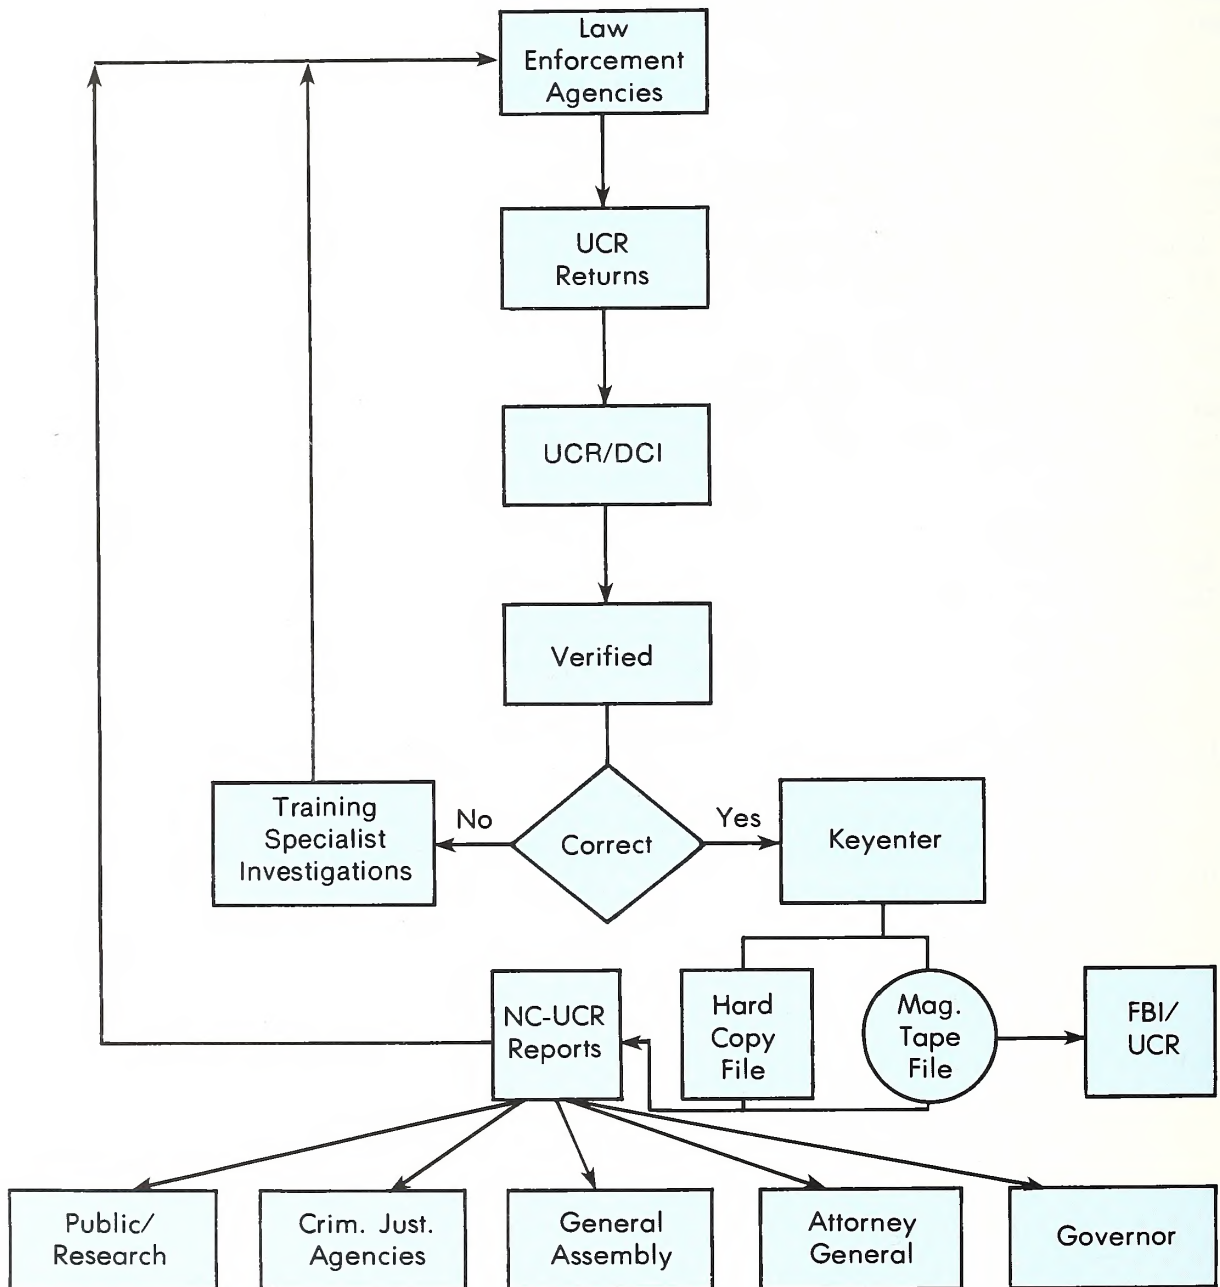 Law
Enforcement
Agencies
UCR
Returns
UCR/DCI
Verified
Training
Specialist
Investigations
No
Correct
Yes
Keyenter
NC-UCR
Reports
Hard
Copy
File
Mag.
Tape
File
FBI/
UCR
Public/
Research
Crim. Just.
Agencies
General
Assembly
Attorney
General
Governor